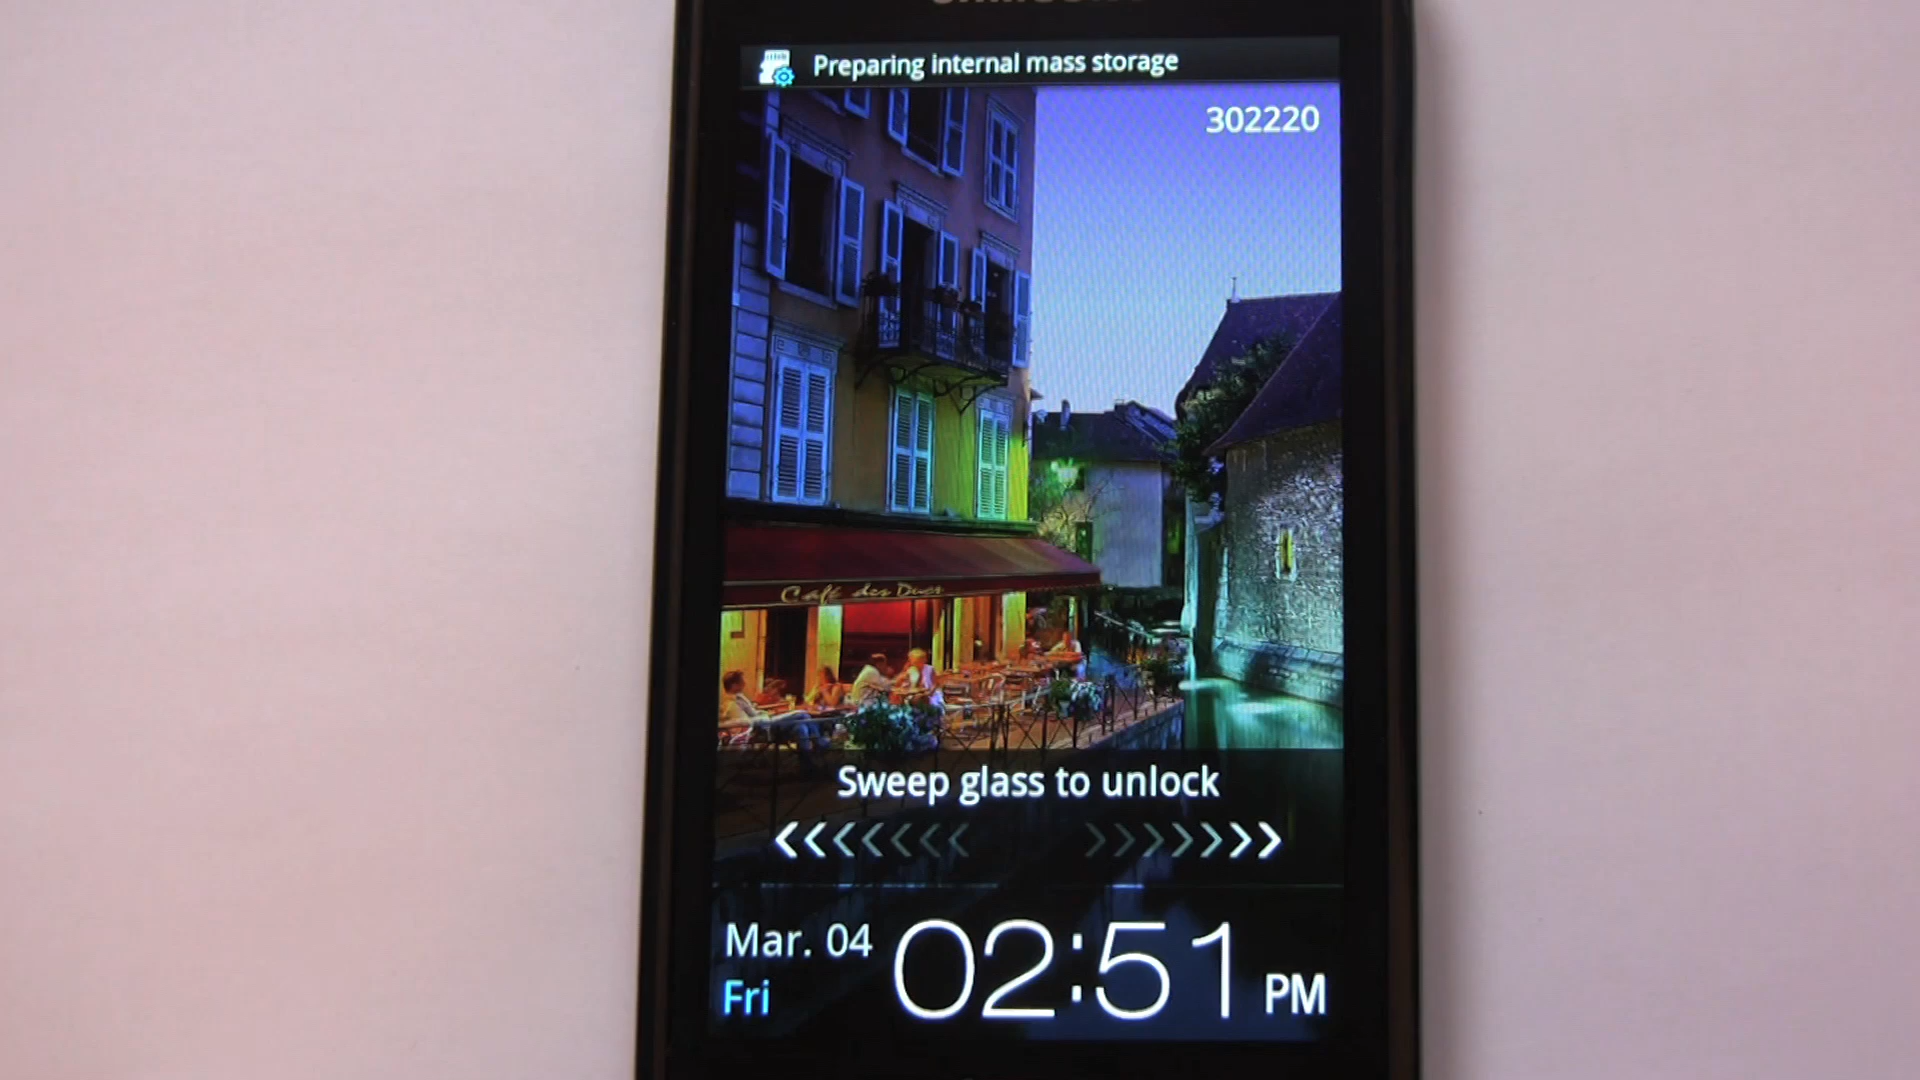 Preparing internal mass storage
302220
Café des Ducs
Sweep glass to unlock
Mar. 04
Fri
02:51 PM